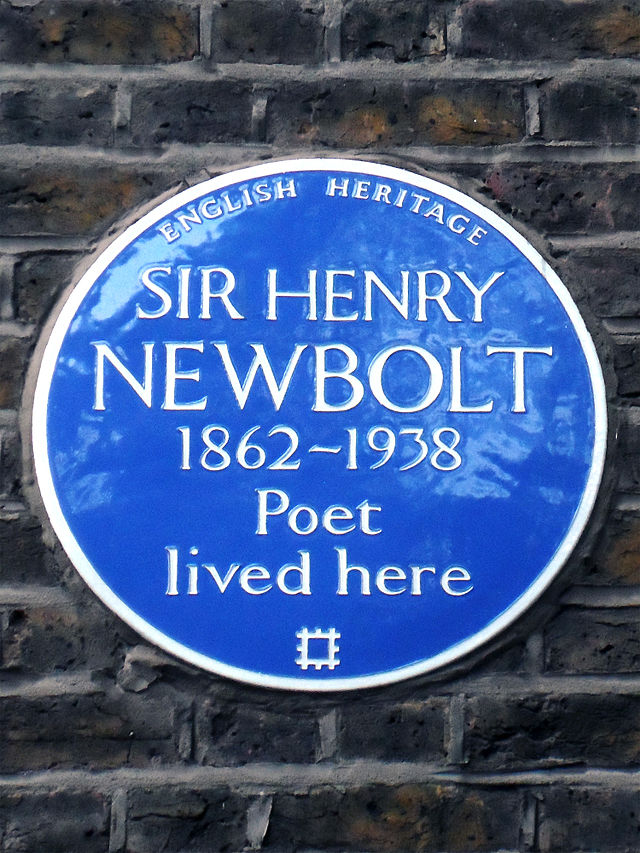 ENGLISH HERITAGE
SIR HENRY
NEWBOLT
1862-1938
Poet
lived here